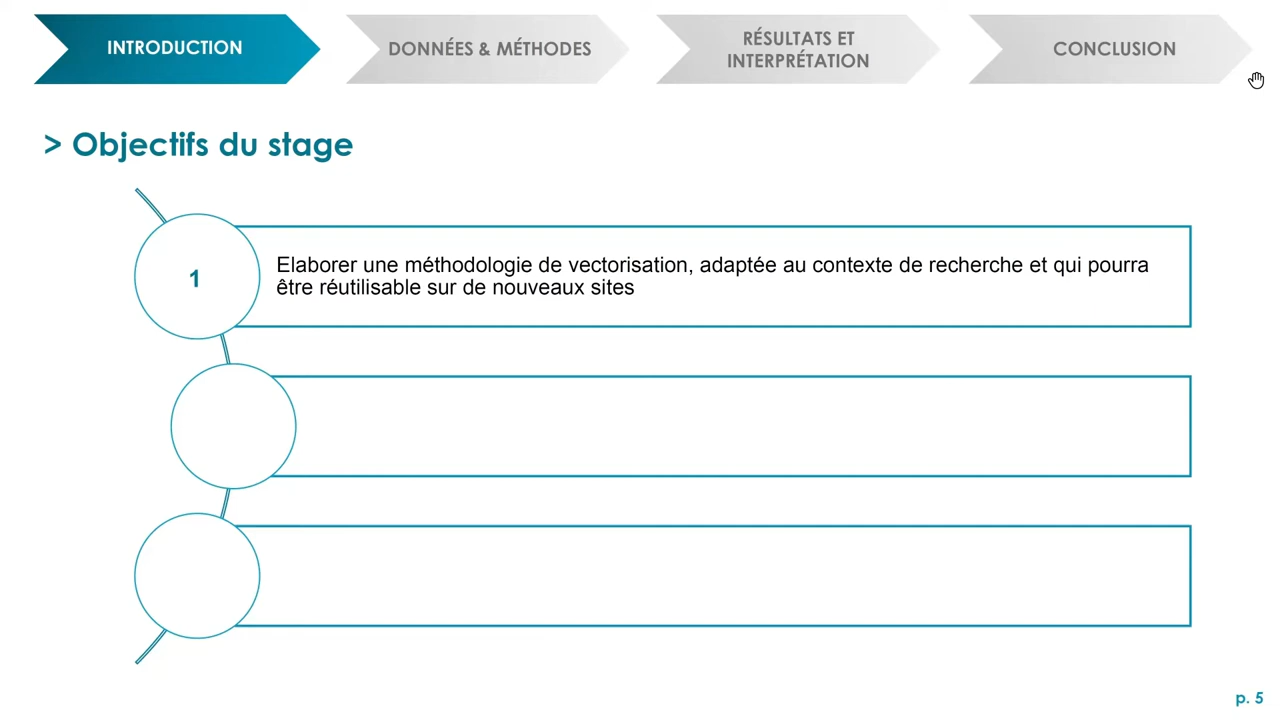 INTRODUCTION
DONNÉES & MÉTHODES
RÉSULTATS ET
INTERPRÉTATION
CONCLUSION
> Objectifs du stage
1
Elaborer une méthodologie de vectorisation, adaptée au contexte de recherche et qui pourra
être réutilisable sur de nouveaux sites
p. 5